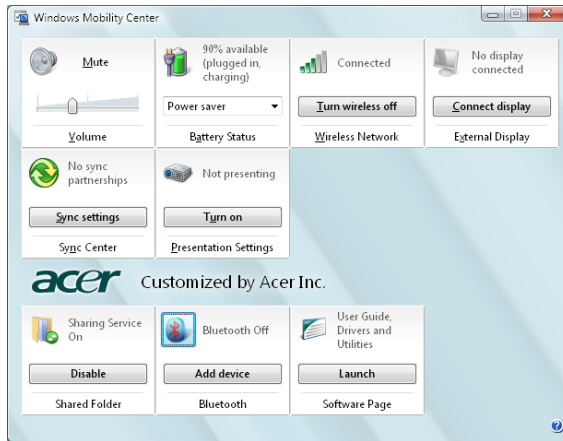 Windows Mobility Center
Mute
Volume
90% available
(plugged in,
charging)
Power saver
Battery Status
Connected
Turn wireless off
Wireless Network
No display
connected
Connect display
External Display
No sync
partnerships
Sync settings
Sync Center
Not presenting
Turn on
Presentation Settings
acer Customized by Acer Inc.
Sharing Service
On
Disable
Shared Folder
Bluetooth Off
Add device
Bluetooth
User Guide,
Drivers and
Utilities
Launch
Software Page